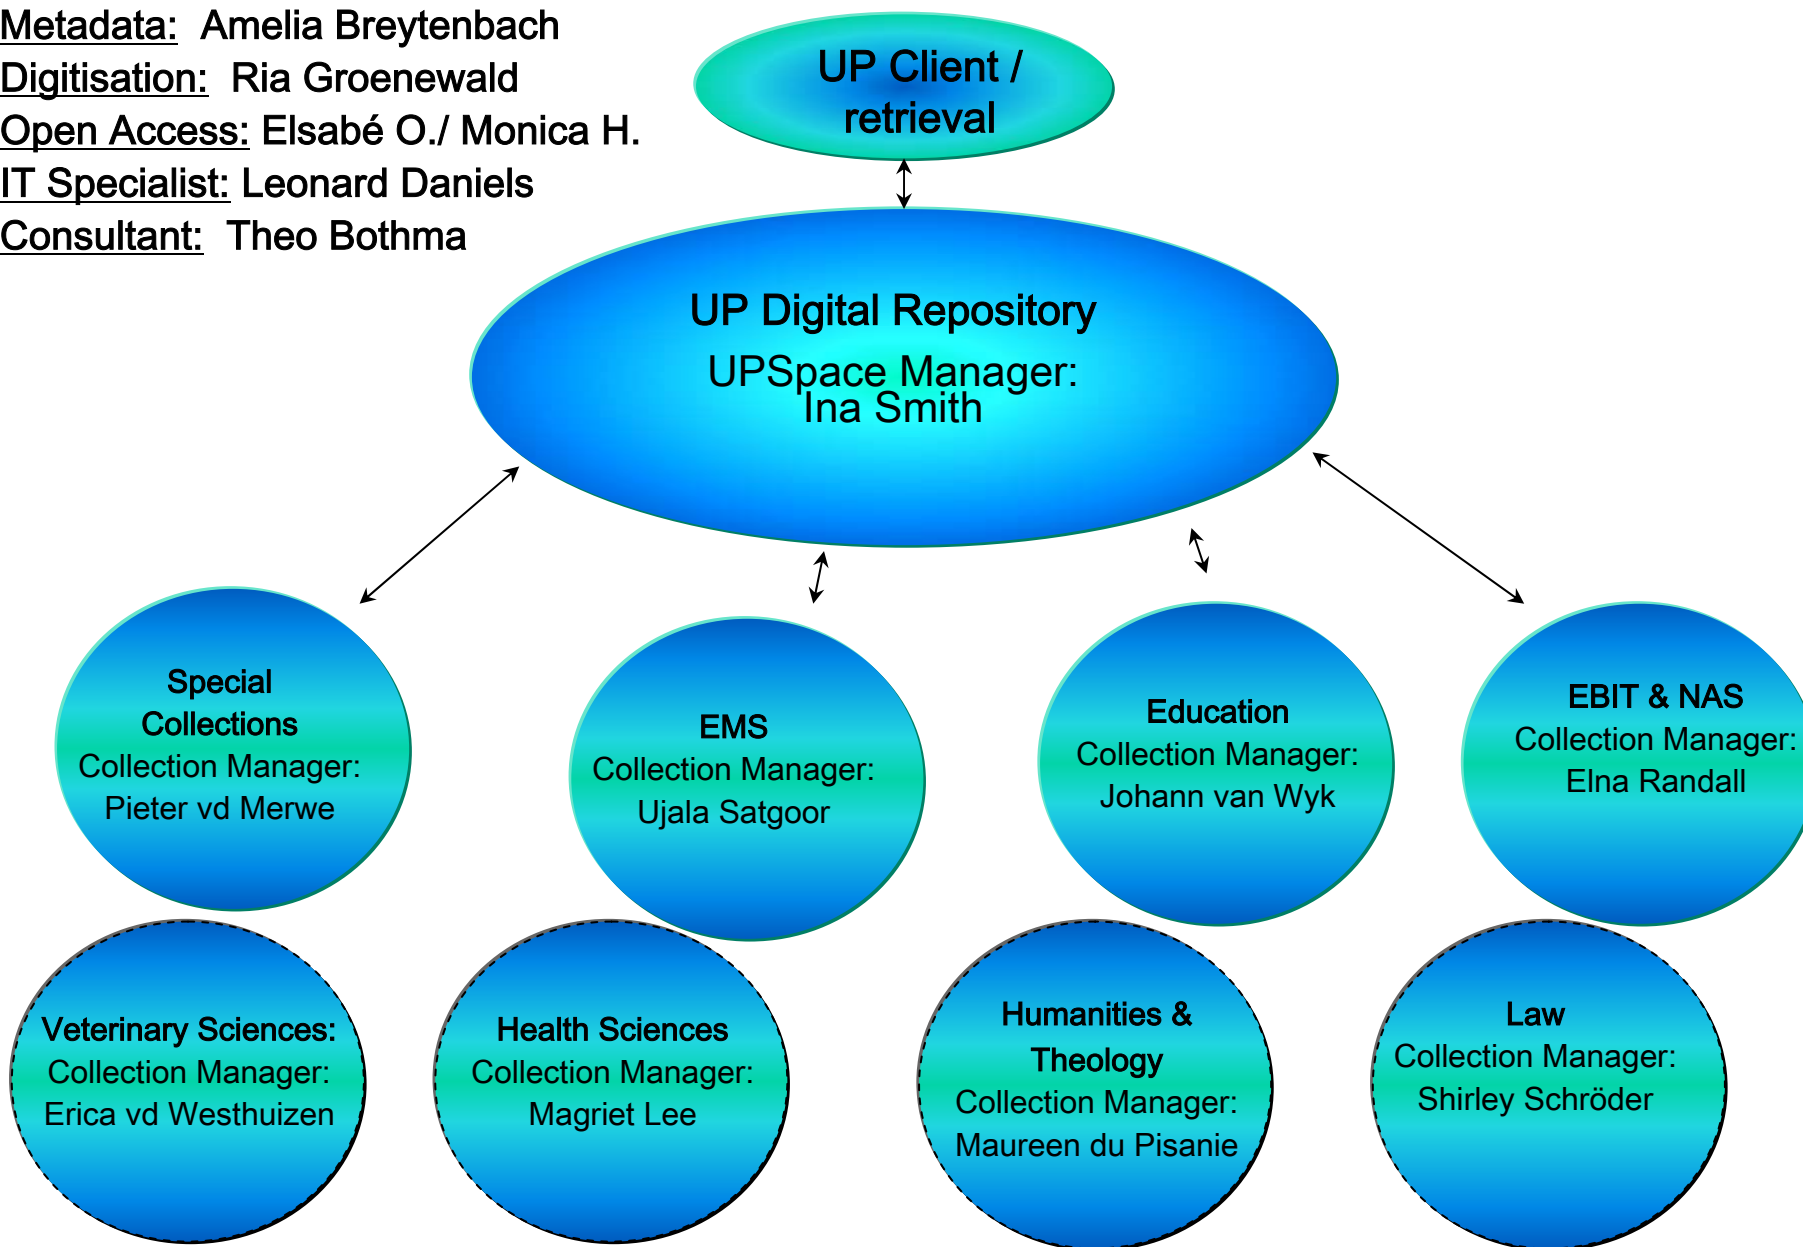 Metadata: Amelia Breytenbach
Digitisation: Ria Groenewald
Open Access: Elsabé O./ Monica H.
IT Specialist: Leonard Daniels
Consultant: Theo Bothma
UP Client /
retrieval
UP Digital Repository
UPSpace Manager:
Ina Smith
Special
Collections
Collection Manager:
Pieter vd Merwe
EMS
Collection Manager:
Ujala Satgoor
Education
Collection Manager:
Johann van Wyk
EBIT & NAS
Collection Manager:
Elna Randall
Veterinary Sciences:
Collection Manager:
Erica vd Westhuizen
Health Sciences
Collection Manager:
Magriet Lee
Humanities &
Theology
Collection Manager:
Maureen du Pisanie
Law
Collection Manager:
Shirley Schröder